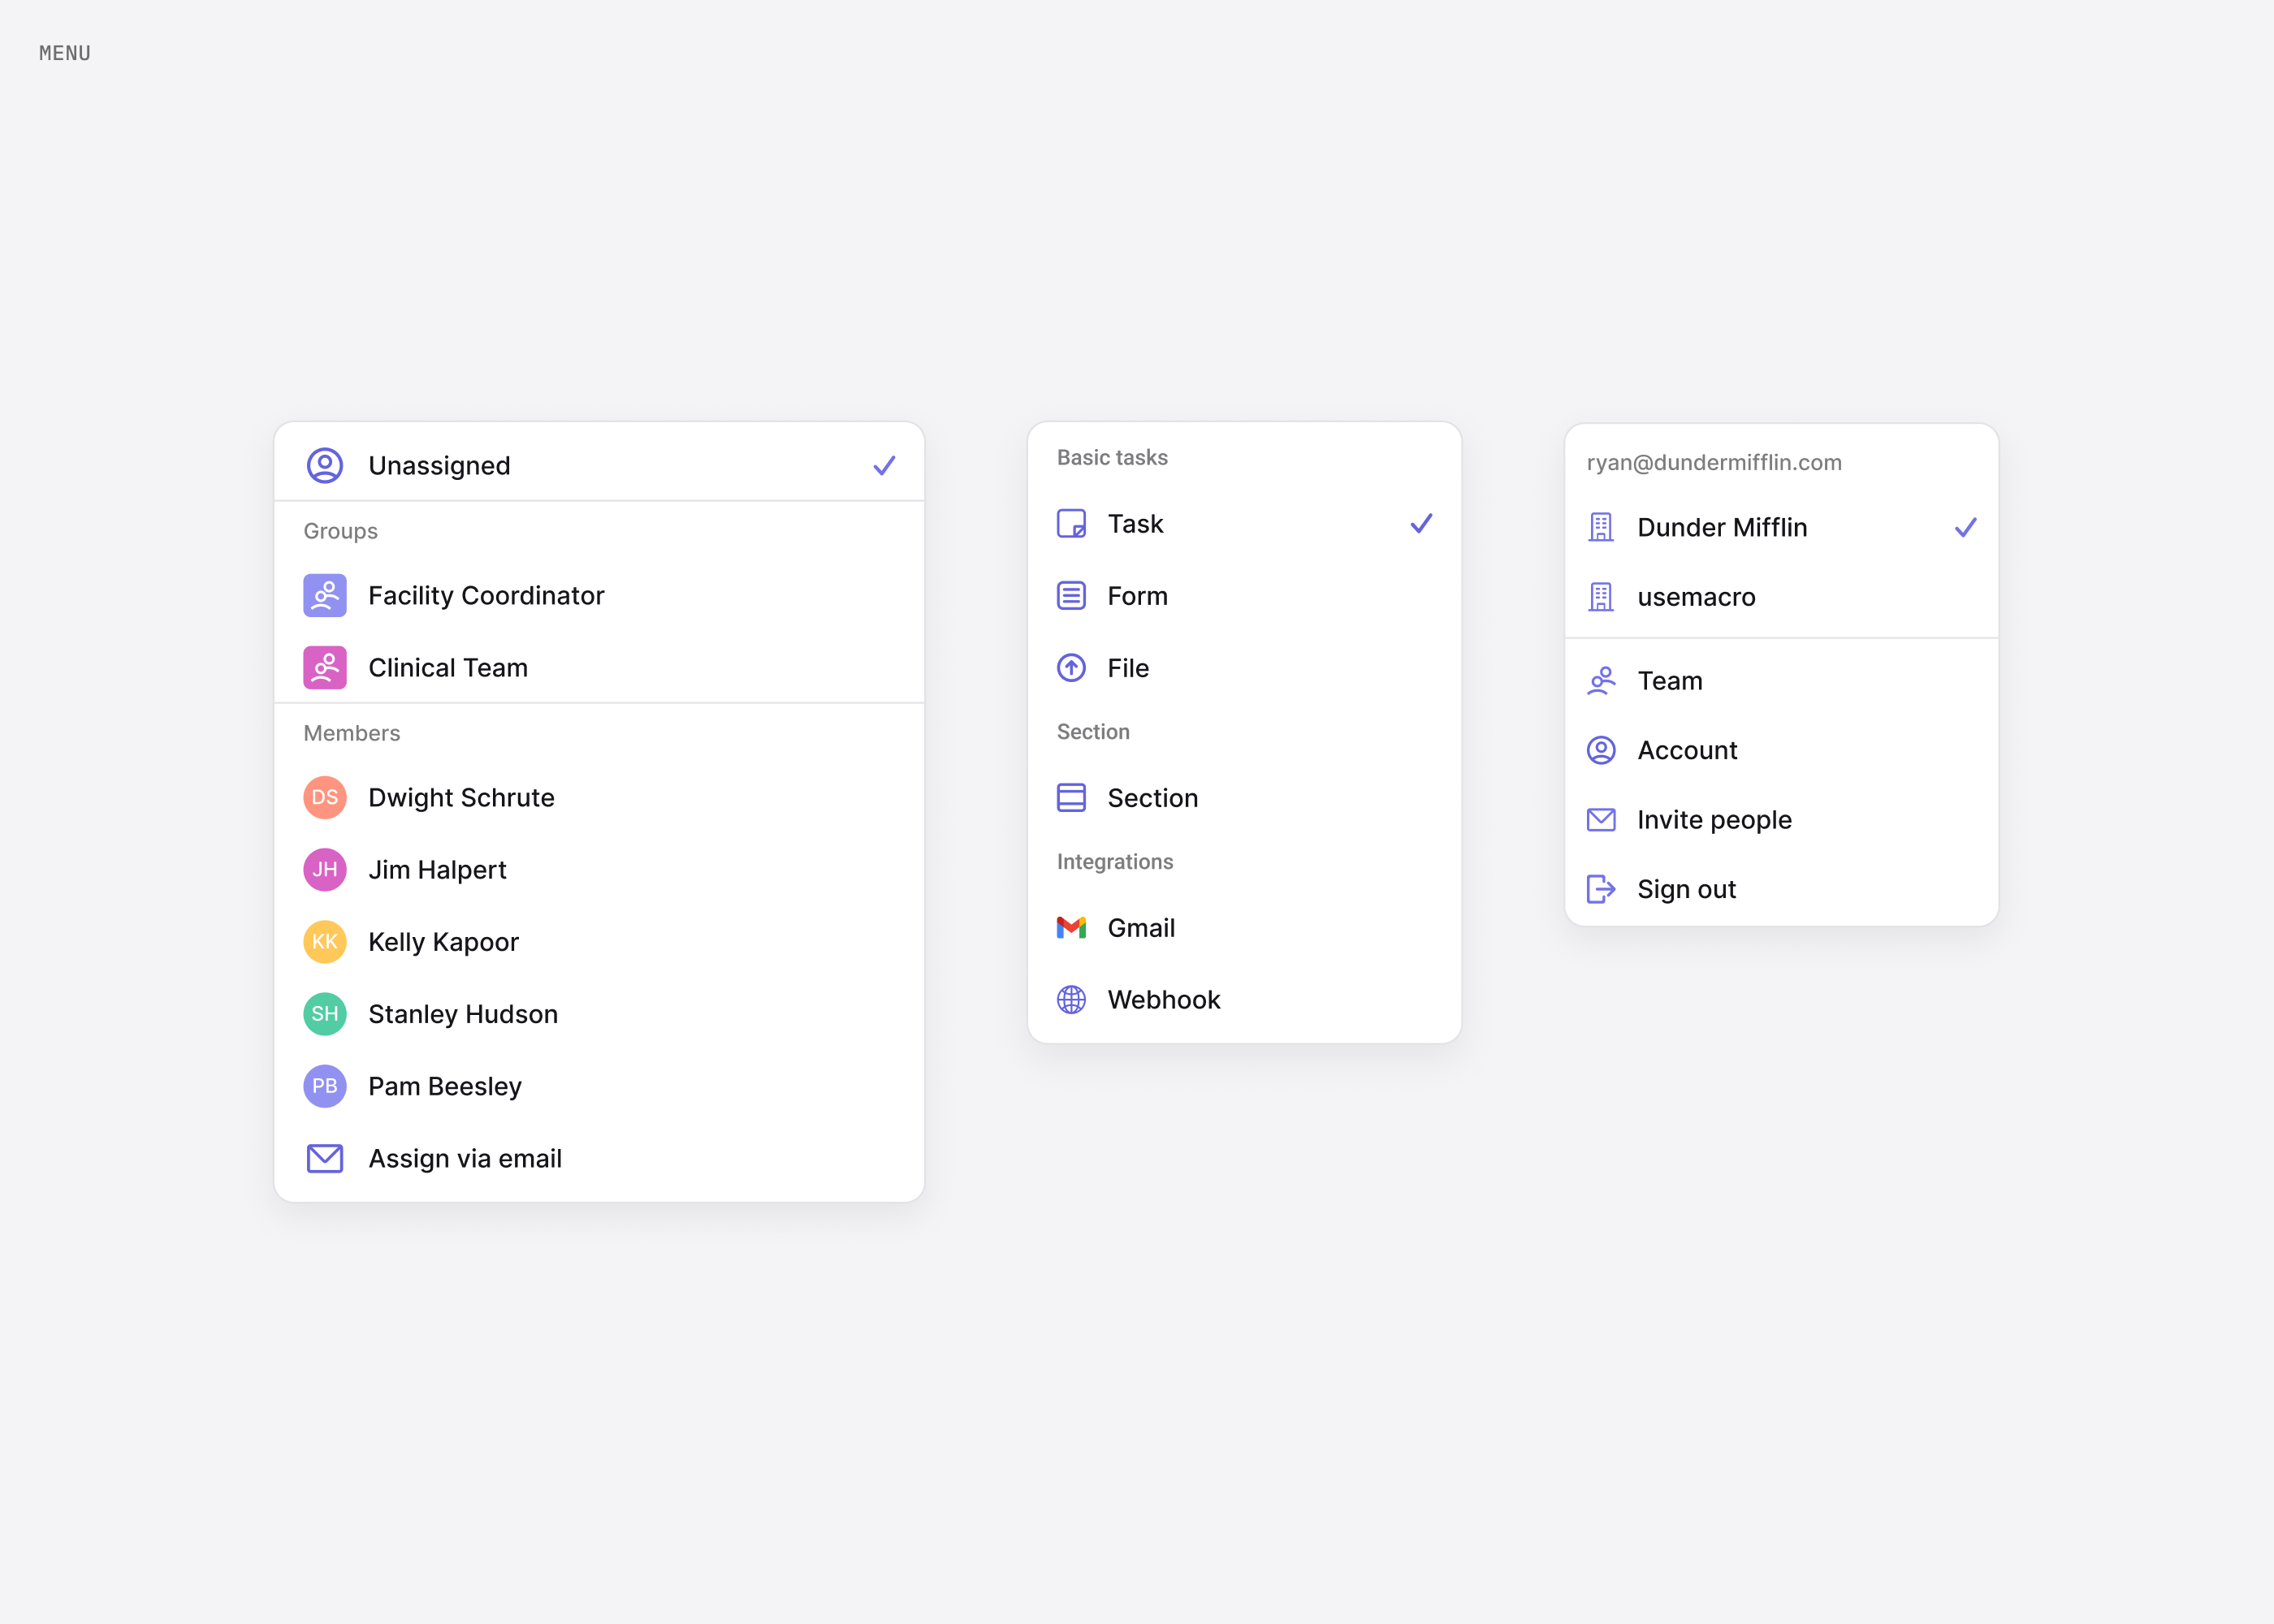 MENU
Unassigned
Groups
Facility Coordinator
Clinical Team
Members
DS Dwight Schrute
JH Jim Halpert
KK Kelly Kapoor
SH Stanley Hudson
PB Pam Beesley
Assign via email
Basic tasks
Task
Form
File
Section
Section
Integrations
Gmail
Webhook
ryan@dundermifflin.com
Dunder Mifflin
usemacro
Team
Account
Invite people
Sign out